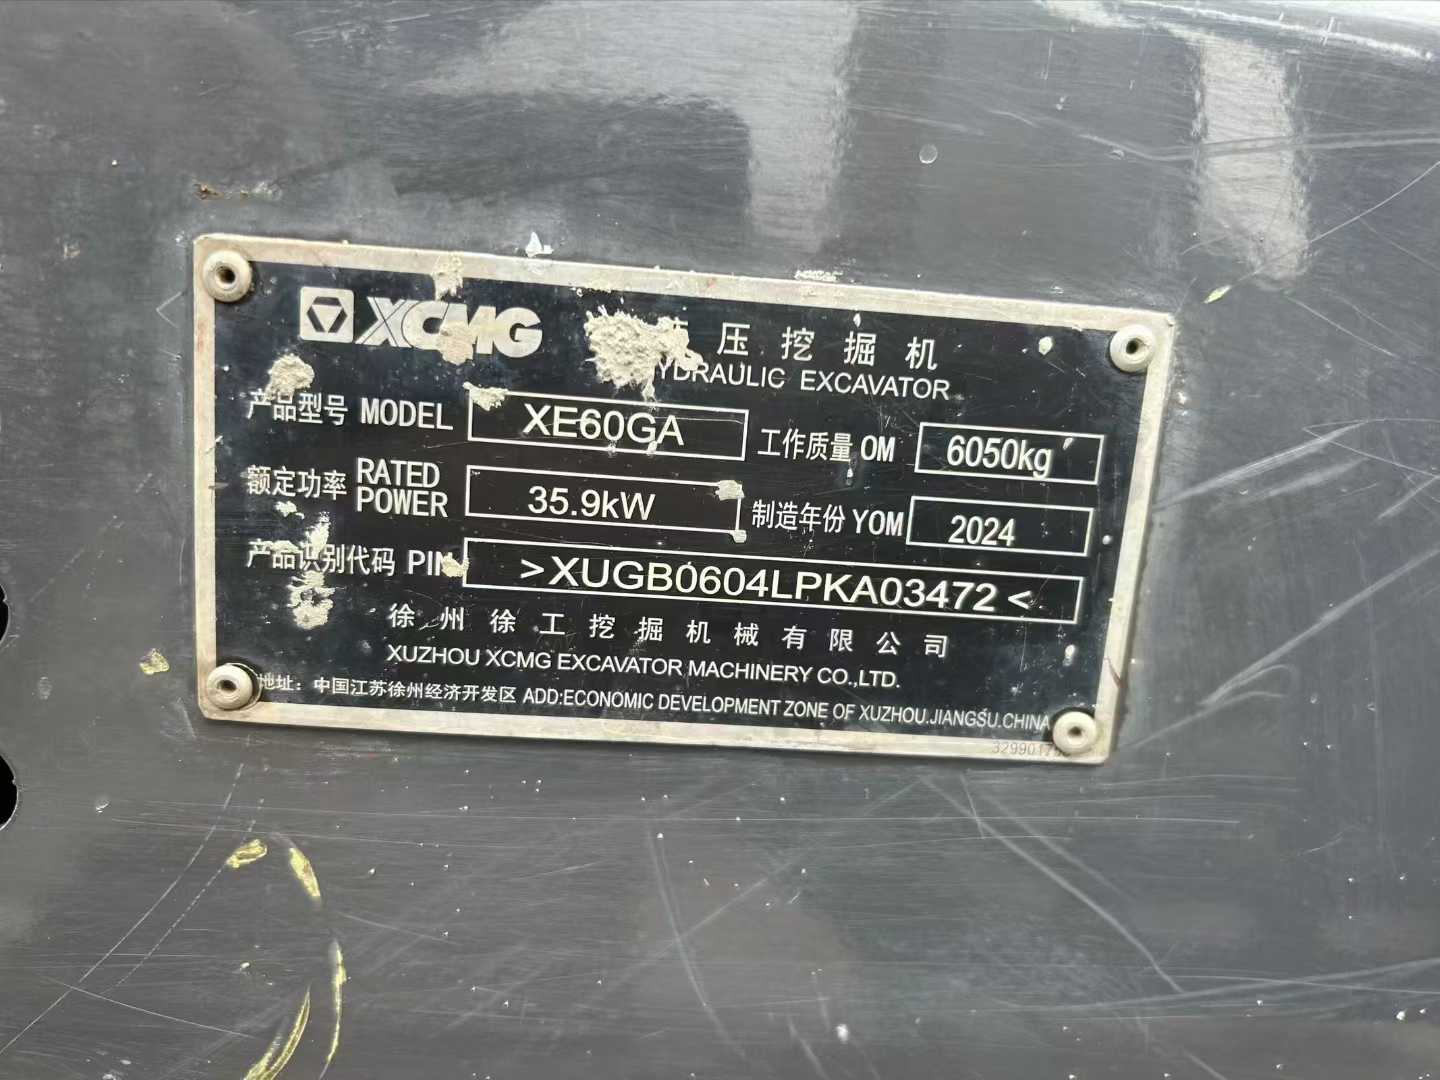 XCMG
压挖掘机
HYDRAULIC EXCAVATOR
产品型号 MODEL XE60GA 工作质量 OM 6050kg
额定功率 RATED POWER 35.9kW 制造年份 YOM 2024
产品识别代码 PIN >XUGB0604LPKA03472<
徐州徐工挖掘机械有限公司
XUZHOU XCMG EXCAVATOR MACHINERY CO.,LTD.
地址：中国江苏徐州经济开发区 ADD:ECONOMIC DEVELOPMENT ZONE OF XUZHOU.JIANGSU.CHINA